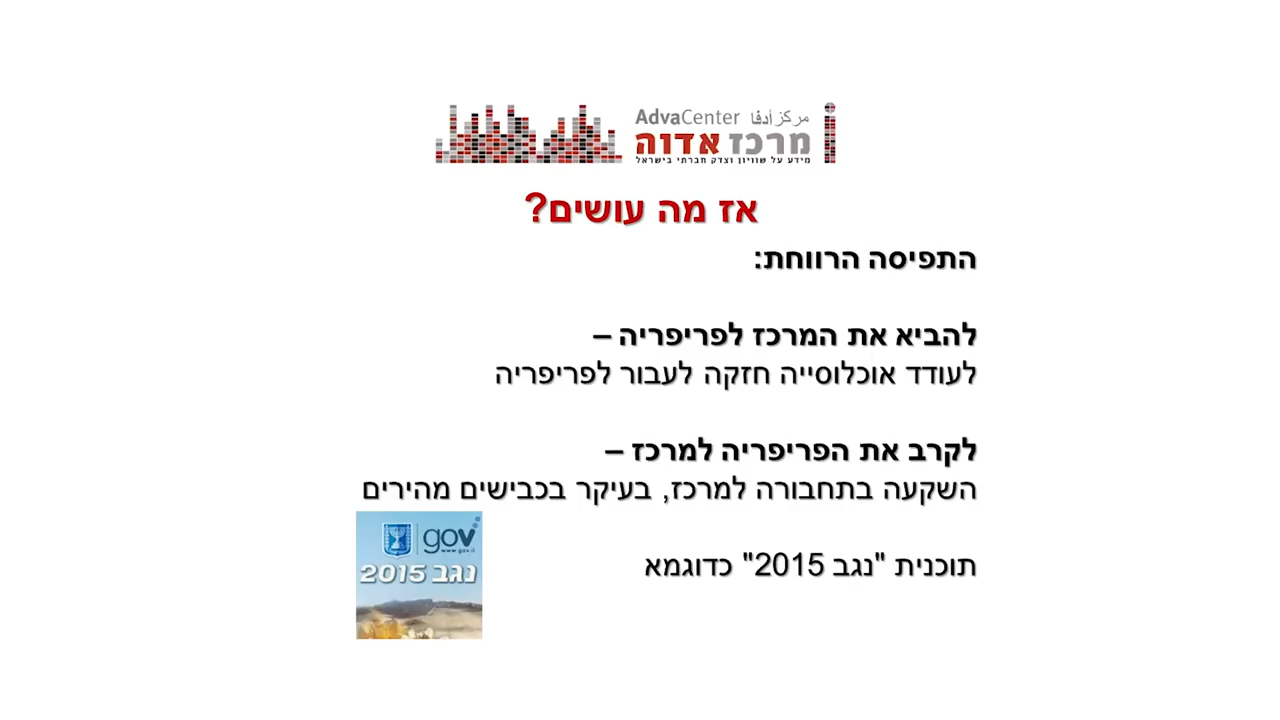 AdvaCenter مركز أدفا
מרכז אדוה
מידע על שוויון וצדק חברתי בישראל
אז מה עושים?
התפיסה הרווחת:
להביא את המרכז לפריפריה –
לעודד אוכלוסייה חזקה לעבור לפריפריה
לקרב את הפריפריה למרכז –
השקעה בתחבורה למרכז, בעיקר בכבישים מהירים
תוכנית "נגב 2015" כדוגמא
gov
www.gov.il
נגב 2015